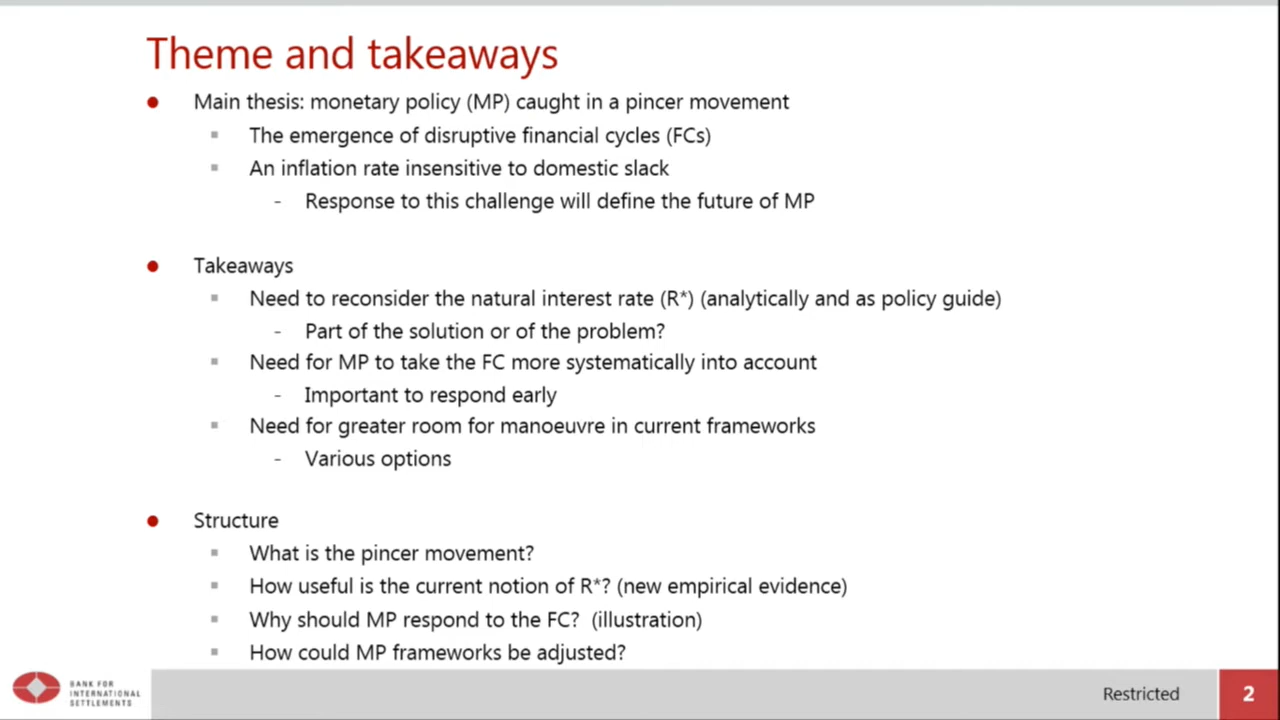 Theme and takeaways
● Main thesis: monetary policy (MP) caught in a pincer movement
▪ The emergence of disruptive financial cycles (FCs)
▪ An inflation rate insensitive to domestic slack
- Response to this challenge will define the future of MP
● Takeaways
▪ Need to reconsider the natural interest rate (R*) (analytically and as policy guide)
- Part of the solution or of the problem?
▪ Need for MP to take the FC more systematically into account
- Important to respond early
▪ Need for greater room for manoeuvre in current frameworks
- Various options
● Structure
▪ What is the pincer movement?
▪ How useful is the current notion of R*? (new empirical evidence)
▪ Why should MP respond to the FC? (illustration)
▪ How could MP frameworks be adjusted?
BANK FOR
INTERNATIONAL
SETTLEMENTS
Restricted
2